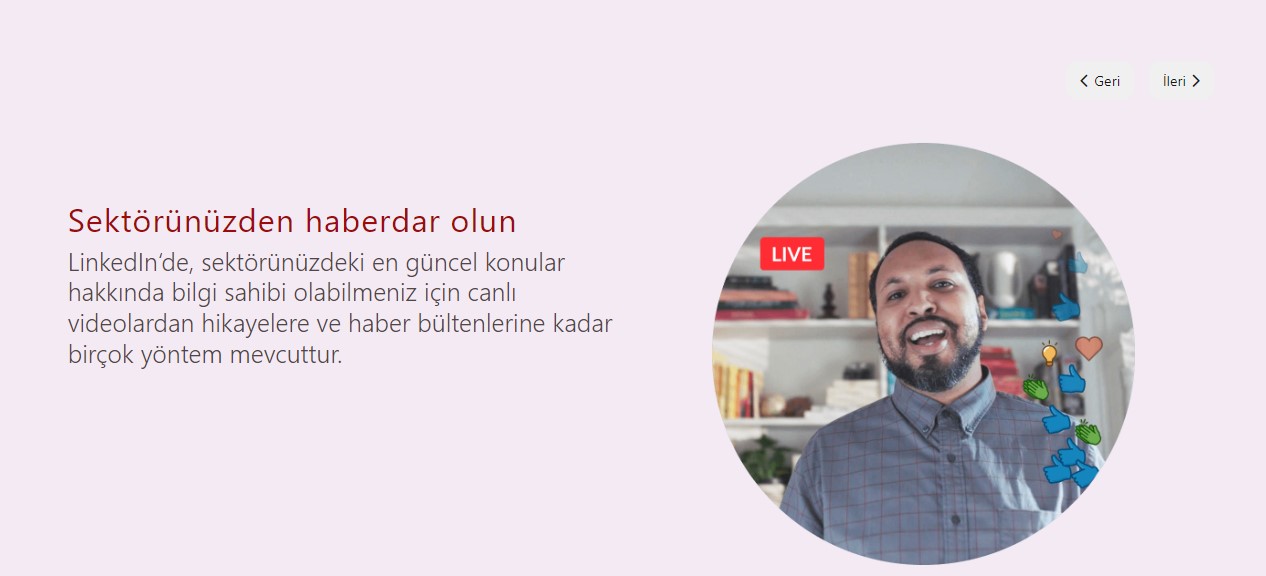 Geri
İleri
Sektörünüzden haberdar olun
LinkedIn’de, sektörünüzdeki en güncel konular
hakkında bilgi sahibi olabilmeniz için canlı
videolardan hikayelere ve haber bültenlerine kadar
birçok yöntem mevcuttur.
LIVE